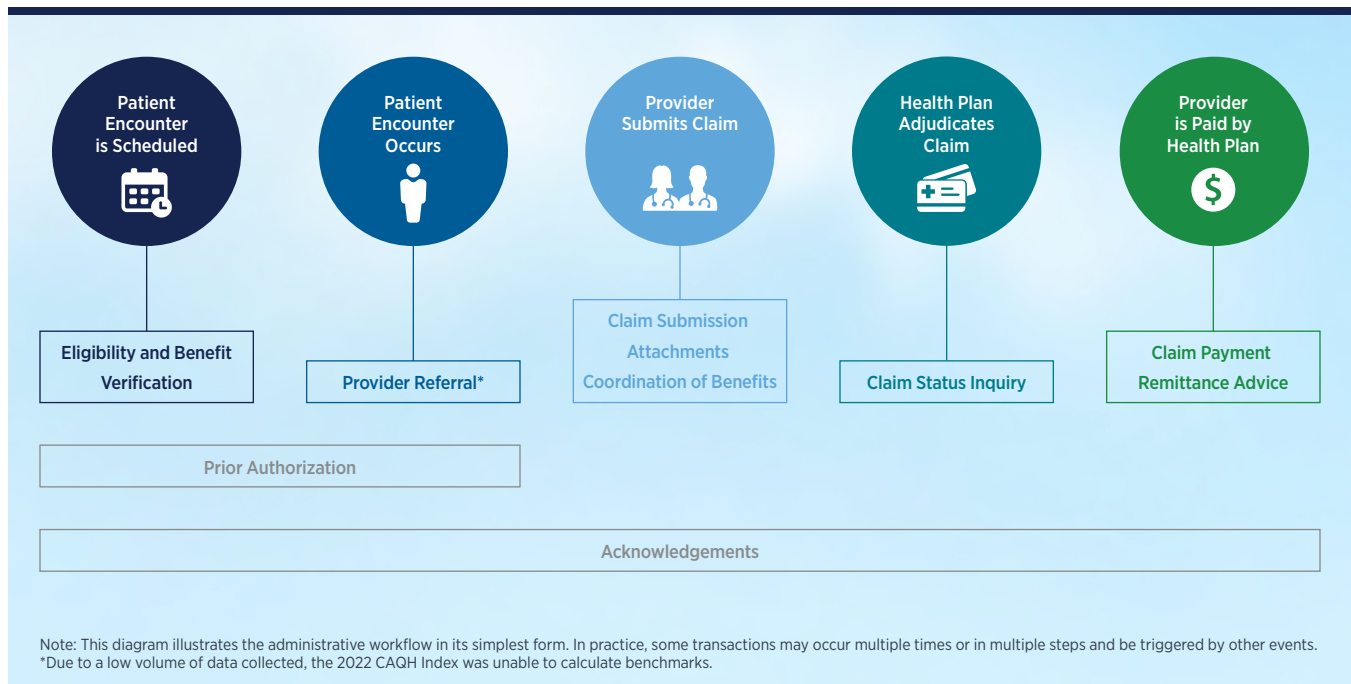 Patient
Encounter
is Scheduled
Patient
Encounter
Occurs
Provider
Submits Claim
Health Plan
Adjudicates
Claim
Provider
is Paid by
Health Plan
$
Eligibility and Benefit
Verification
Provider Referral*
Claim Submission
Attachments
Coordination of Benefits
Claim Status Inquiry
Claim Payment
Remittance Advice
Prior Authorization
Acknowledgements
Note: This diagram illustrates the administrative workflow in its simplest form. In practice, some transactions may occur multiple times or in multiple steps and be triggered by other events.
*Due to a low volume of data collected, the 2022 CAQH Index was unable to calculate benchmarks.